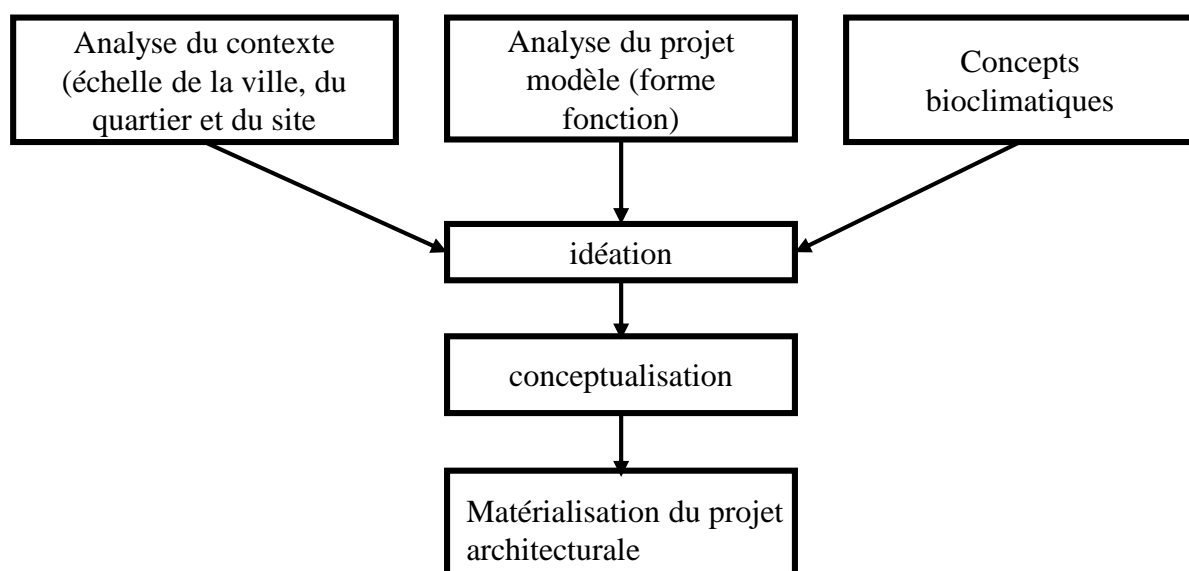 Analyse du contexte
(échelle de la ville, du
quartier et du site
Analyse du projet
modèle (forme
fonction)
Concepts
bioclimatiques
idéation
conceptualisation
Matérialisation du projet
architecturale